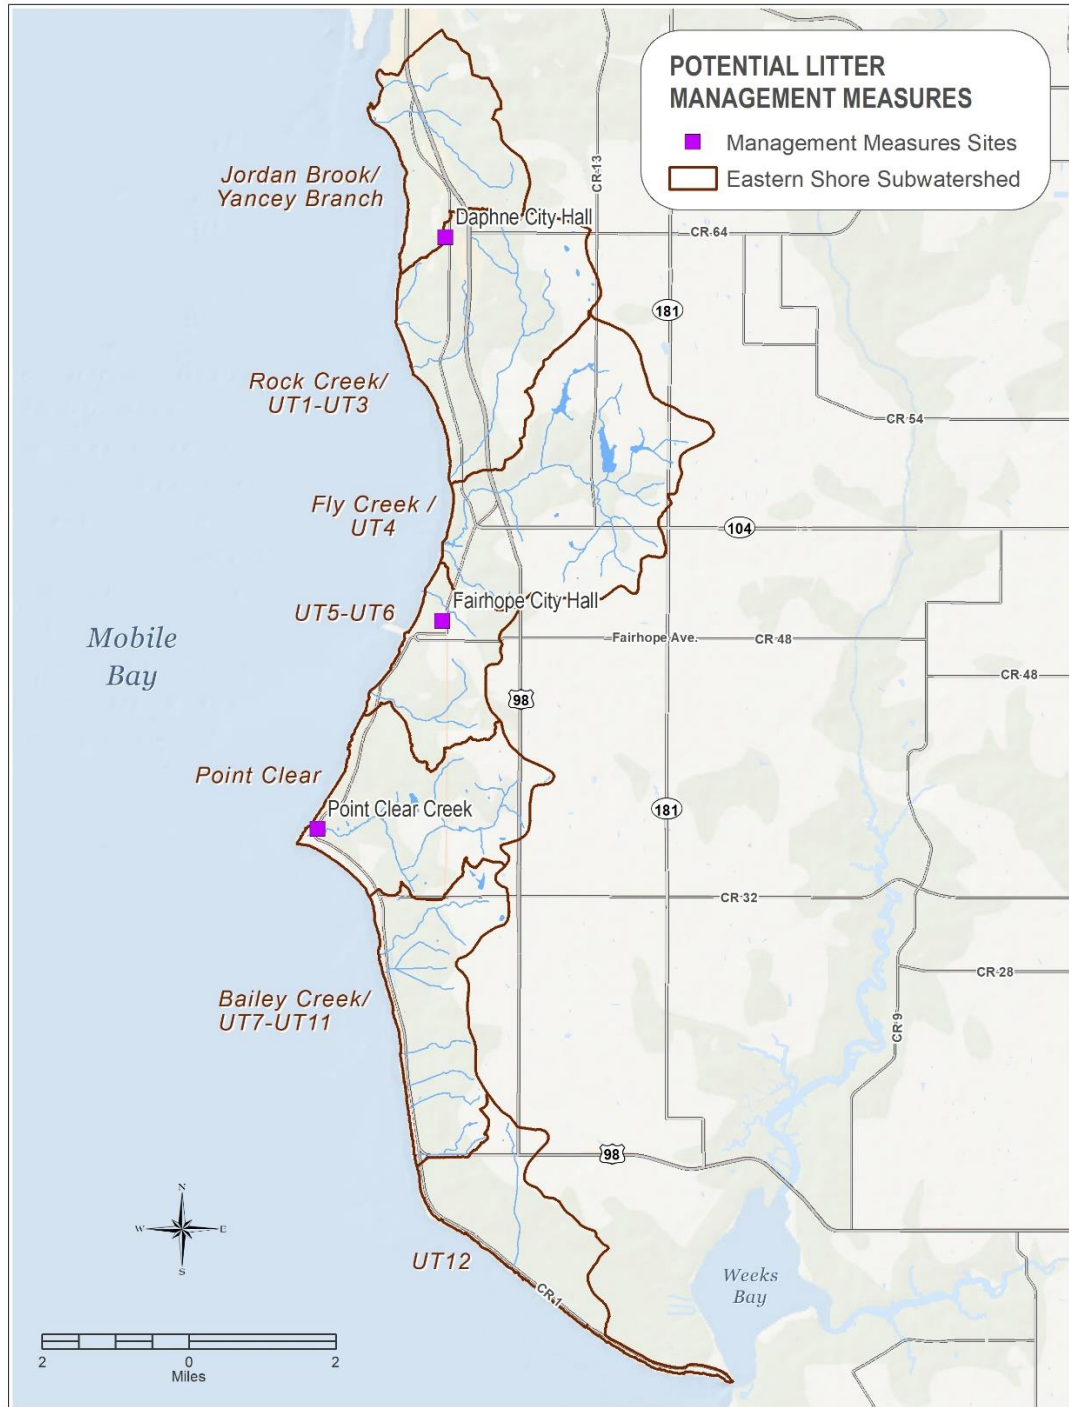 POTENTIAL LITTER
MANAGEMENT MEASURES
Management Measures Sites
Eastern Shore Subwatershed
CR 13
Jordan Brook/
Yancey Branch
Daphne City Hall
CR 64
181
Rock Creek/
UT1-UT3
CR 54
Fly Creek /
UT4
104
Fairhope City Hall
UT5-UT6
Mobile
Bay
Fairhope Ave.
CR 48
CR 48
98
Point Clear
Point Clear Creek
181
CR 32
CR 28
Bailey Creek/
UT7-UT11
CR 9
98
N
W
E
S
UT12
Weeks
Bay
CR 1
2
0
2
Miles